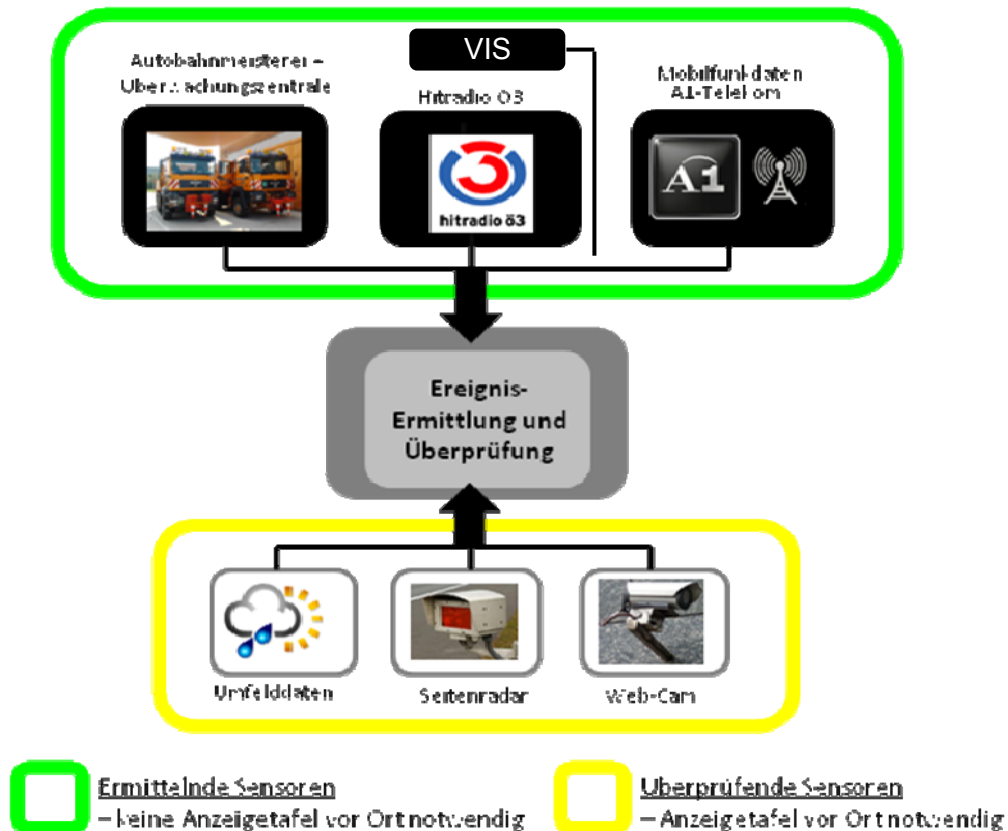 VIS
Autobahnmeisterei –
Überwachungszentrale
Hitradio Ö3
Mobilfunkdaten
A1-Telekom
3
hitradio ö3
A1
Ereignis-
Ermittlung und
Überprüfung
Umfelddaten
Seitenradar
Web-Cam
Ermittelnde Sensoren
– keine Anzeigetafel vor Ort notwendig
Überprüfende Sensoren
– Anzeigetafel vor Ort notwendig